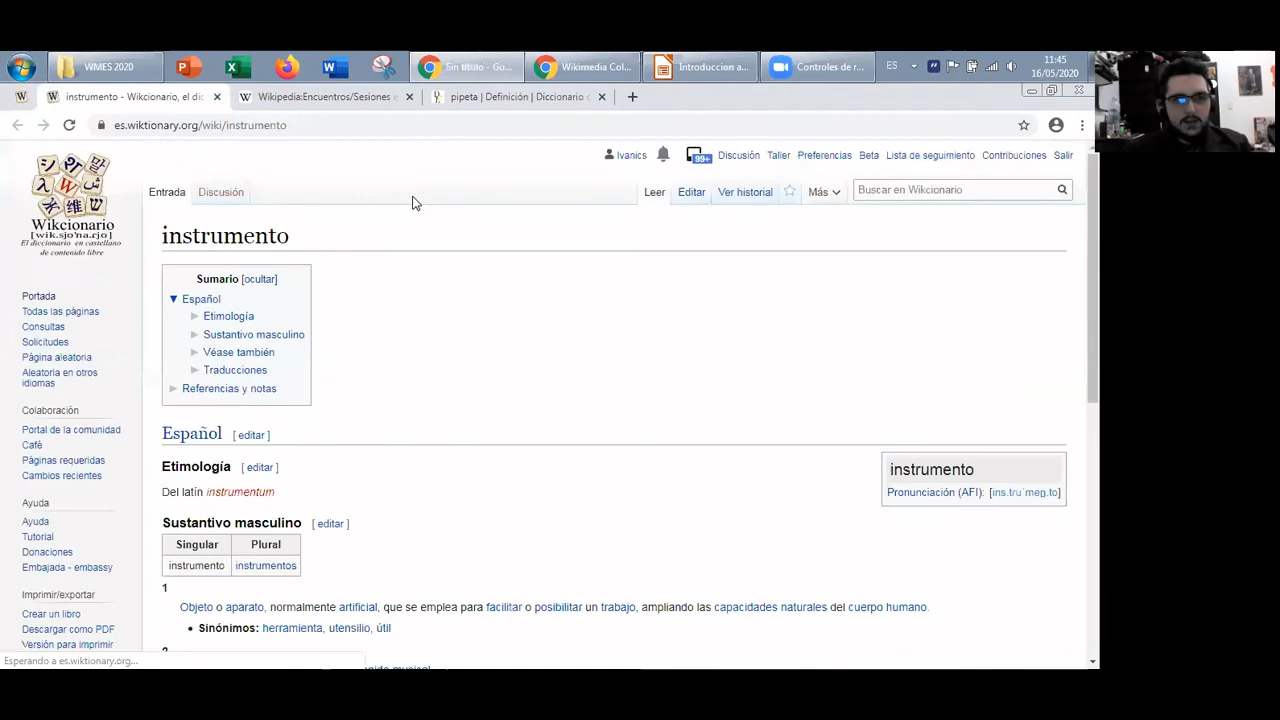 WMES 2020
Sin título - Go...
Wikimedia Col...
Introduccion a...
Controles de r...
ES
11:45
16/05/2020
instrumento - Wikcionario, el dic
Wikipedia:Encuentros/Sesiones e
pipeta | Definición | Diccionario d
es.wiktionary.org/wiki/instrumento
Ivanics
99+
Discusión
Taller
Preferencias
Beta
Lista de seguimiento
Contribuciones
Salir
Entrada
Discusión
Leer
Editar
Ver historial
Más
Buscar en Wikcionario
Wikcionario
[wik.sjo'na.rjo]
El diccionario en castellano
de contenido libre
Portada
Todas las páginas
Consultas
Solicitudes
Página aleatoria
Aleatoria en otros
idiomas
Colaboración
Portal de la comunidad
Café
Páginas requeridas
Cambios recientes
Ayuda
Ayuda
Tutorial
Donaciones
Embajada - embassy
Imprimir/exportar
Crear un libro
Descargar como PDF
Versión para imprimir
instrumento
Sumario [ocultar]
Español
Etimología
Sustantivo masculino
Véase también
Traducciones
Referencias y notas
Español [ editar ]
Etimología [ editar ]
Del latín instrumentum
instrumento
Pronunciación (AFI): [ins.tɾuˈmen̪.to]
Sustantivo masculino [ editar ]
Singular Plural
instrumento instrumentos
1
Objeto o aparato, normalmente artificial, que se emplea para facilitar o posibilitar un trabajo, ampliando las capacidades naturales del cuerpo humano.
Sinónimos: herramienta, utensilio, útil
2
Esperando a es.wiktionary.org...